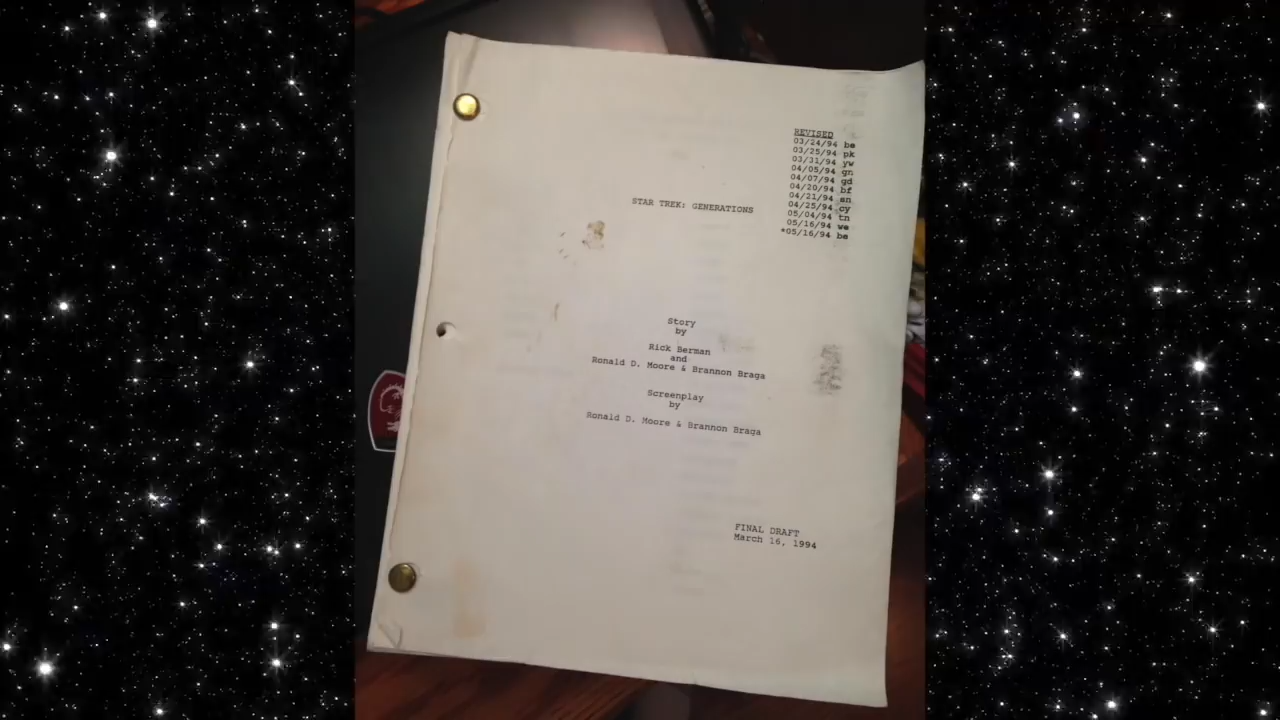 REVISED
03/24/94 be
03/25/94 pk
03/31/94 yw
04/05/94 gn
04/07/94 gd
04/20/94 bf
04/21/94 sn
04/25/94 cy
05/04/94 tn
05/16/94 we
*05/16/94 be
STAR TREK: GENERATIONS
Story
by
Rick Berman
and
Ronald D. Moore & Brannon Braga
Screenplay
by
Ronald D. Moore & Brannon Braga
FINAL DRAFT
March 16, 1994